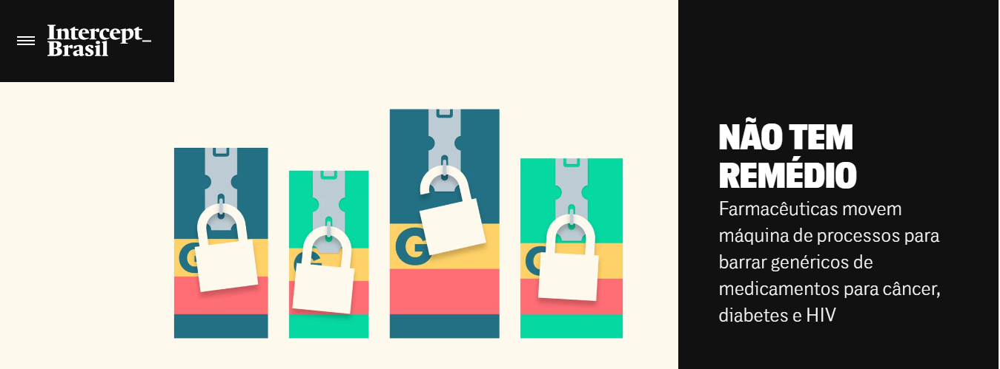 Intercept_
Brasil
G
G
G
G
NÃO TEM
REMÉDIO
Farmacêuticas movem
máquina de processos para
barrar genéricos de
medicamentos para câncer,
diabetes e HIV